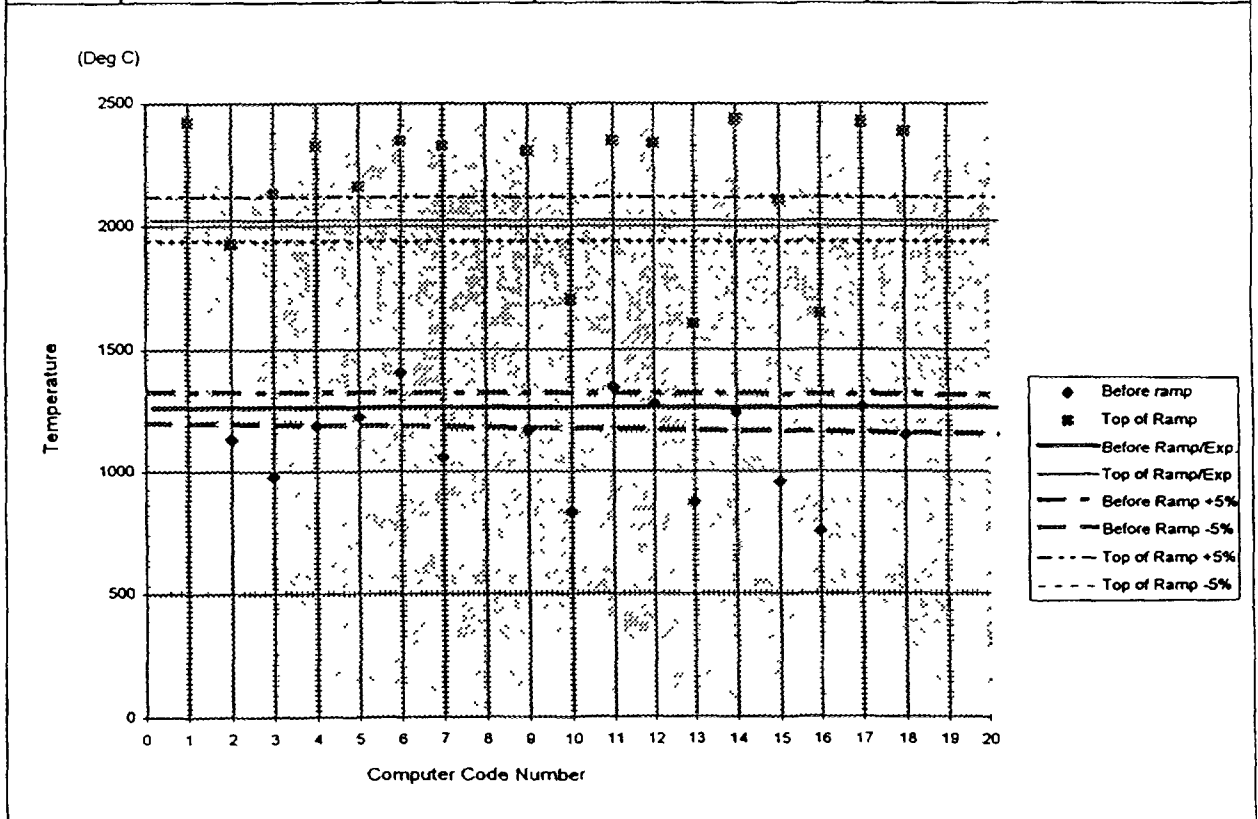 (Deg C)
2500
2000
1500
1000
500
0
Temperature
0 1 2 3 4 5 6 7 8 9 10 11 12 13 14 15 16 17 18 19 20
Computer Code Number
Before ramp
Top of Ramp
Before Ramp/Exp.
Top of Ramp/Exp
Before Ramp +5%
Before Ramp -5%
Top of Ramp +5%
Top of Ramp -5%